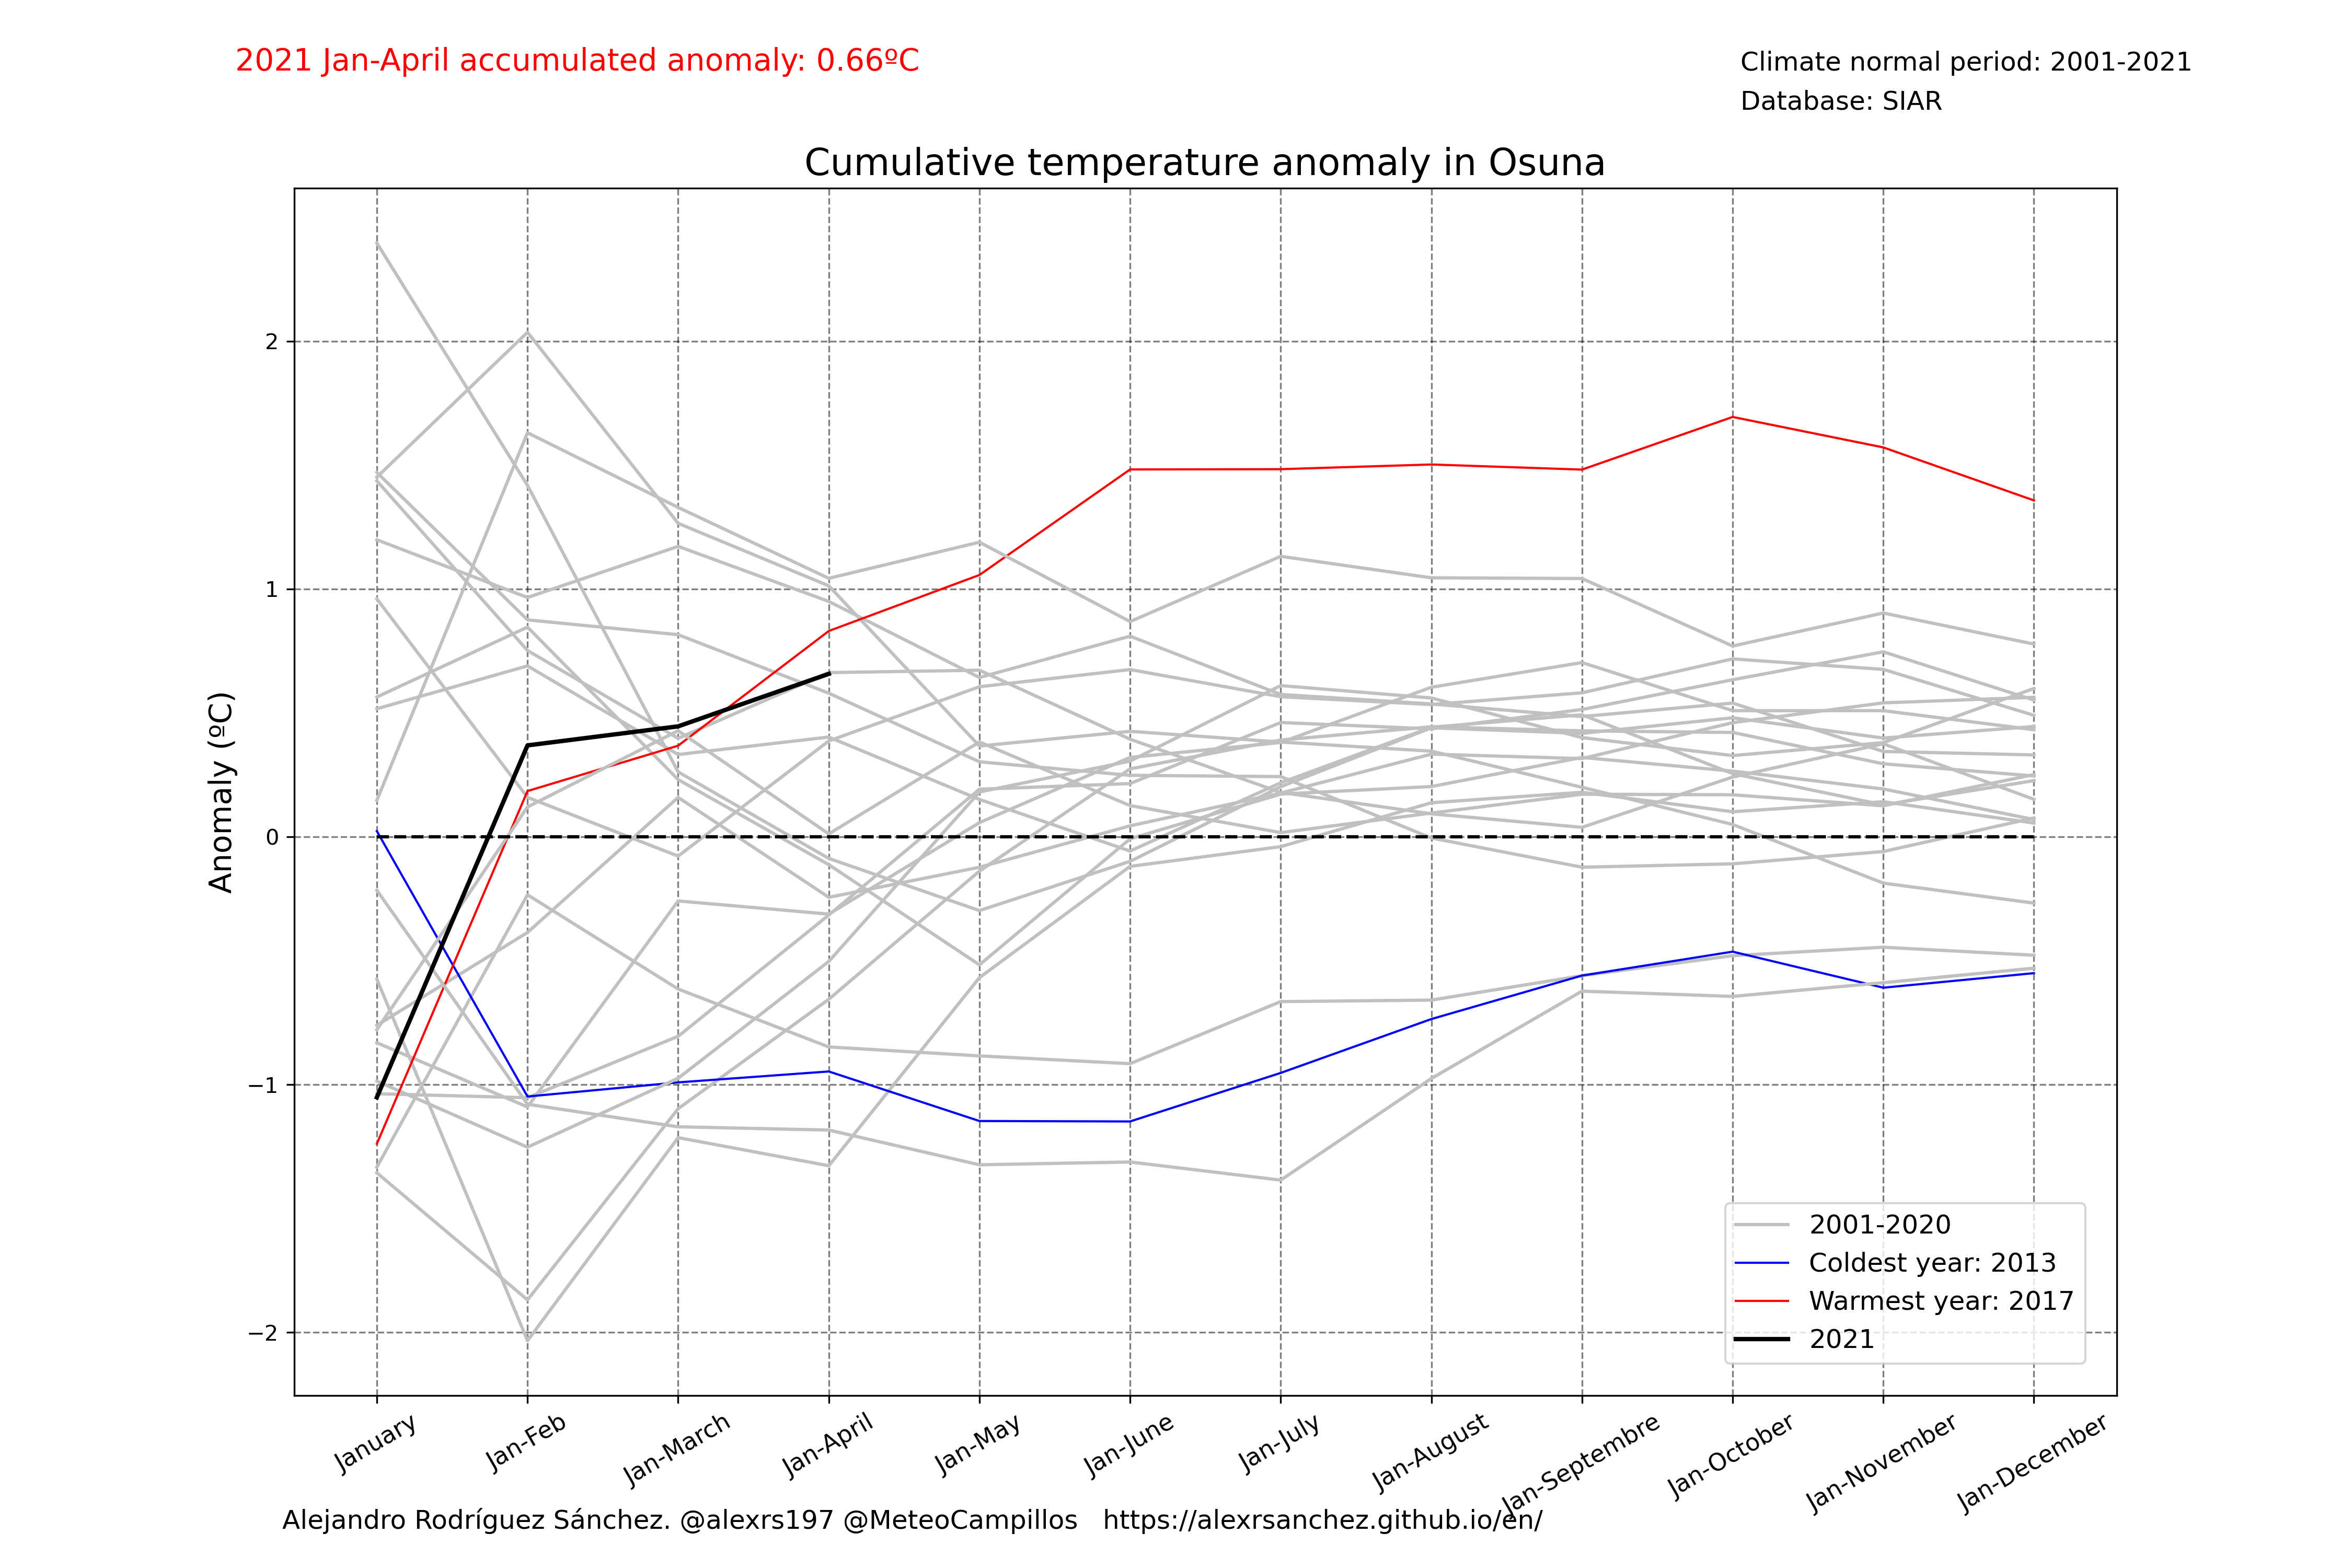 2021 Jan-April accumulated anomaly: 0.66ºC
Climate normal period: 2001-2021
Database: SIAR
Cumulative temperature anomaly in Osuna
Anomaly (ºC)
2
1
0
−1
−2
2001-2020
Coldest year: 2013
Warmest year: 2017
2021
January
Jan-Feb
Jan-March
Jan-April
Jan-May
Jan-June
Jan-July
Jan-August
Jan-Septembre
Jan-October
Jan-November
Jan-December
Alejandro Rodríguez Sánchez. @alexrs197 @MeteoCampillos https://alexrsanchez.github.io/en/